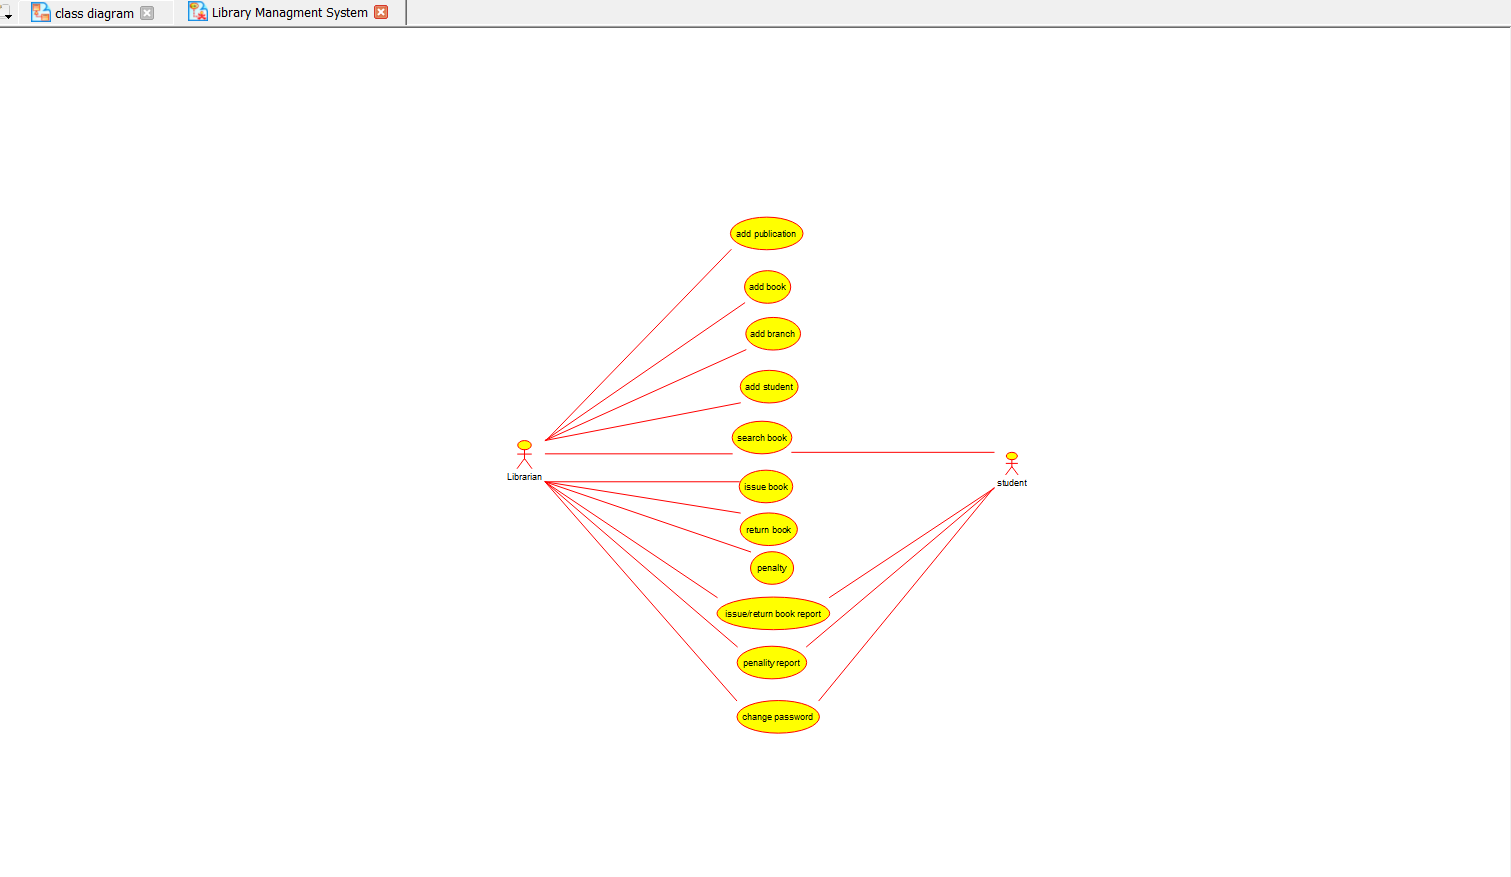 class diagram
Library Managment System
add publication
add book
add branch
add student
search book
Librarian
student
issue book
return book
penalty
issue/return book report
penality report
change password